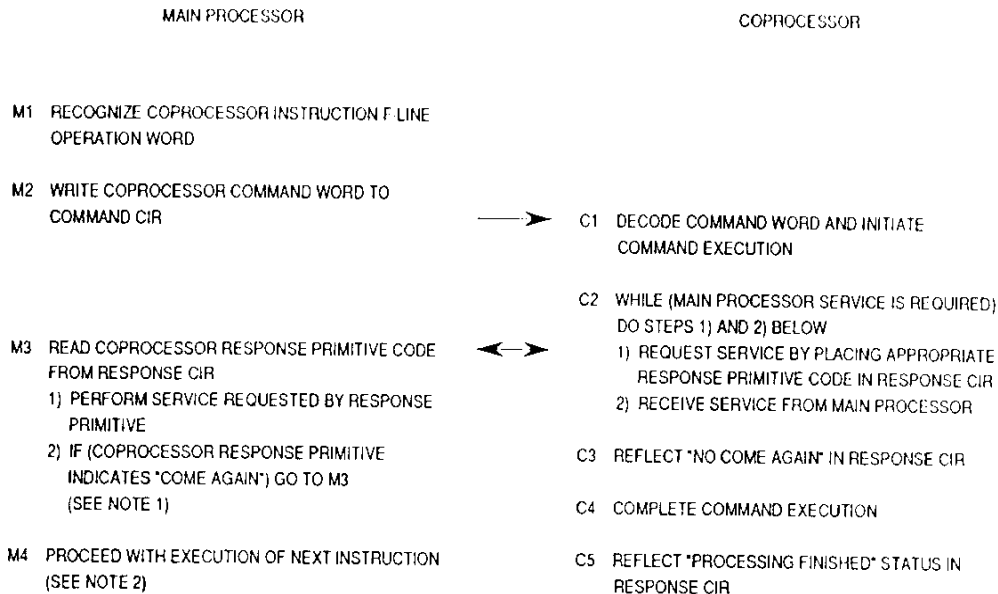 MAIN PROCESSOR
COPROCESSOR
M1 RECOGNIZE COPROCESSOR INSTRUCTION F-LINE
OPERATION WORD
M2 WRITE COPROCESSOR COMMAND WORD TO
COMMAND CIR
C1 DECODE COMMAND WORD AND INITIATE
COMMAND EXECUTION
C2 WHILE (MAIN PROCESSOR SERVICE IS REQUIRED)
DO STEPS 1) AND 2) BELOW
1) REQUEST SERVICE BY PLACING APPROPRIATE
RESPONSE PRIMITIVE CODE IN RESPONSE CIR
2) RECEIVE SERVICE FROM MAIN PROCESSOR
M3 READ COPROCESSOR RESPONSE PRIMITIVE CODE
FROM RESPONSE CIR
1) PERFORM SERVICE REQUESTED BY RESPONSE
PRIMITIVE
2) IF (COPROCESSOR RESPONSE PRIMITIVE
INDICATES "COME AGAIN") GO TO M3
(SEE NOTE 1)
C3 REFLECT "NO COME AGAIN" IN RESPONSE CIR
C4 COMPLETE COMMAND EXECUTION
M4 PROCEED WITH EXECUTION OF NEXT INSTRUCTION
(SEE NOTE 2)
C5 REFLECT "PROCESSING FINISHED" STATUS IN
RESPONSE CIR